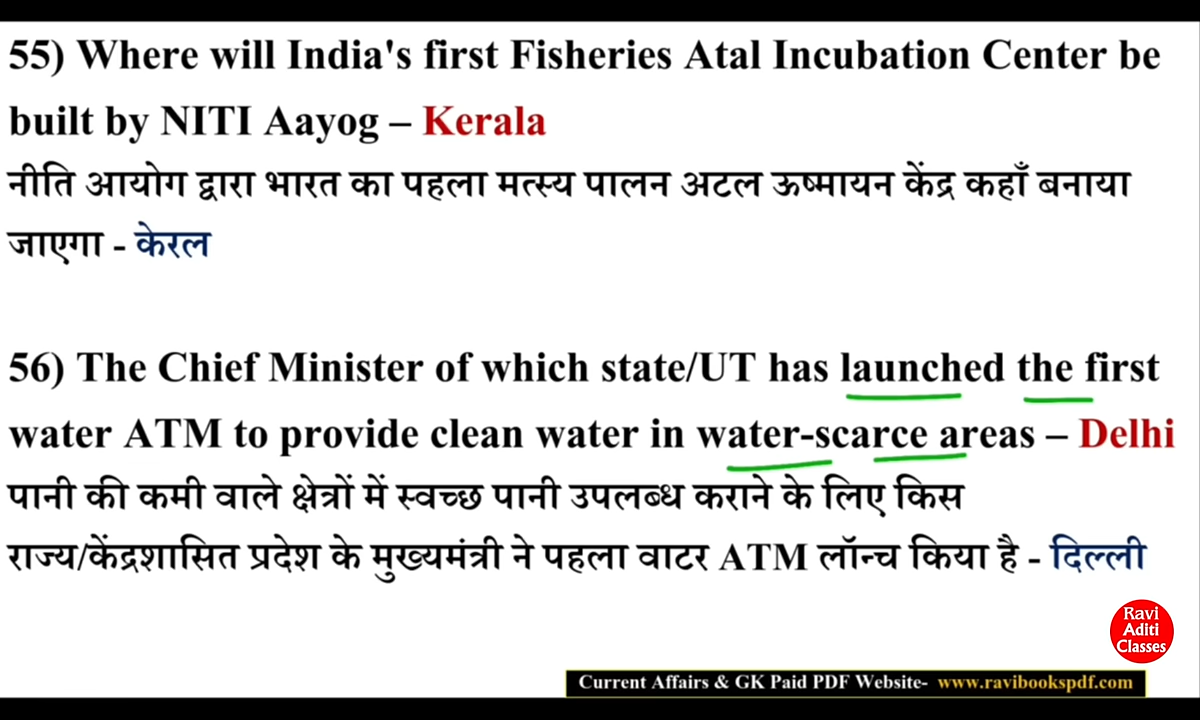 55) Where will India's first Fisheries Atal Incubation Center be
built by NITI Aayog – Kerala
नीति आयोग द्वारा भारत का पहला मत्स्य पालन अटल ऊष्मायन केंद्र कहाँ बनाया
जाएगा - केरल
56) The Chief Minister of which state/UT has launched the first
water ATM to provide clean water in water-scarce areas – Delhi
पानी की कमी वाले क्षेत्रों में स्वच्छ पानी उपलब्ध कराने के लिए किस
राज्य/केंद्रशासित प्रदेश के मुख्यमंत्री ने पहला वाटर ATM लॉन्च किया है - दिल्ली
Ravi
Aditi
Classes
Current Affairs & GK Paid PDF Website- www.ravibookspdf.com